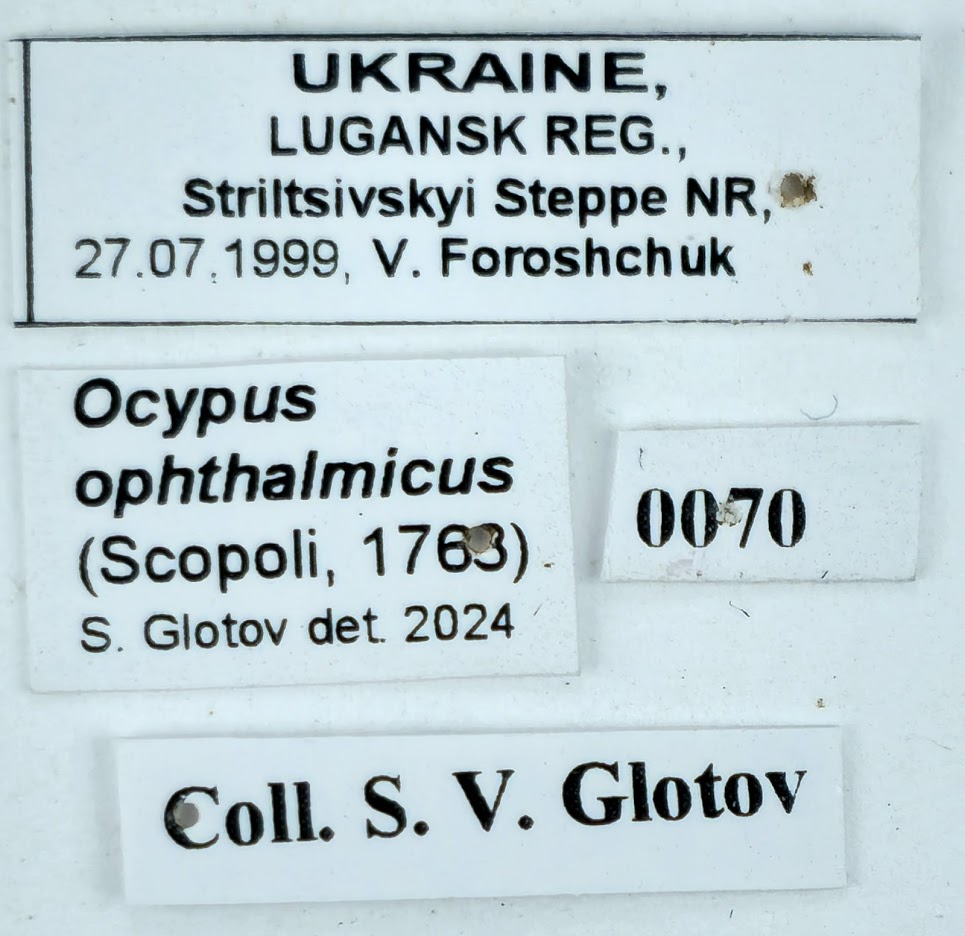 UKRAINE,
LUGANSK REG.,
Striltsivskyi Steppe NR,
27.07.1999, V. Foroshchuk
Ocypus
ophthalmicus
(Scopoli, 1763)
S. Glotov det. 2024
0070
Coll. S. V. Glotov